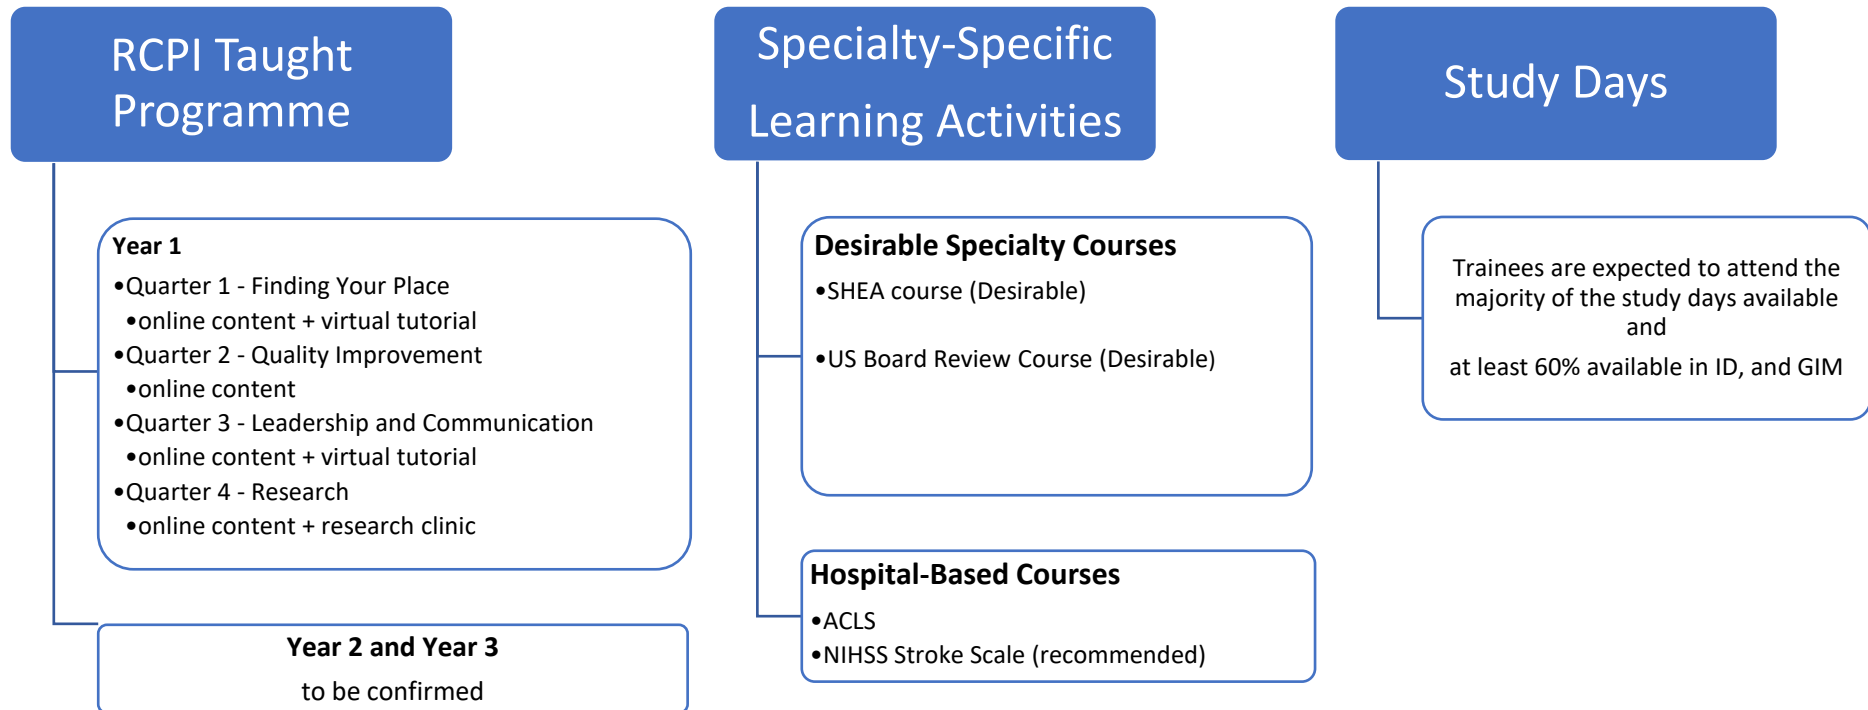 RCPI Taught
Programme
Year 1
•Quarter 1 - Finding Your Place
•online content + virtual tutorial
•Quarter 2 - Quality Improvement
•online content
•Quarter 3 - Leadership and Communication
•online content + virtual tutorial
•Quarter 4 - Research
•online content + research clinic
Year 2 and Year 3
to be confirmed
Specialty-Specific
Learning Activities
Desirable Specialty Courses
•SHEA course (Desirable)
•US Board Review Course (Desirable)
Hospital-Based Courses
•ACLS
•NIHSS Stroke Scale (recommended)
Study Days
Trainees are expected to attend the
majority of the study days available
and
at least 60% available in ID, and GIM